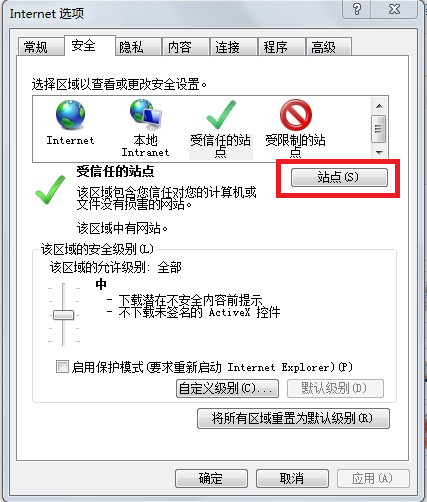 Internet 选项
常规
安全
隐私
内容
连接
程序
高级
选择区域以查看或更改安全设置。
Internet
本地
Intranet
受信任的站
点
受限制的站
点
受信任的站点
站点(S)
该区域包含您信任对您的计算机或
文件没有损害的网站。
该区域中有网站。
该区域的安全级别(L)
该区域的允许级别: 全部
中
- 下载潜在不安全内容前提示
- 不下载未签名的 ActiveX 控件
启用保护模式(要求重新启动 Internet Explorer)(P)
自定义级别(C)...
默认级别(D)
将所有区域重置为默认级别(R)
确定
取消
应用(A)